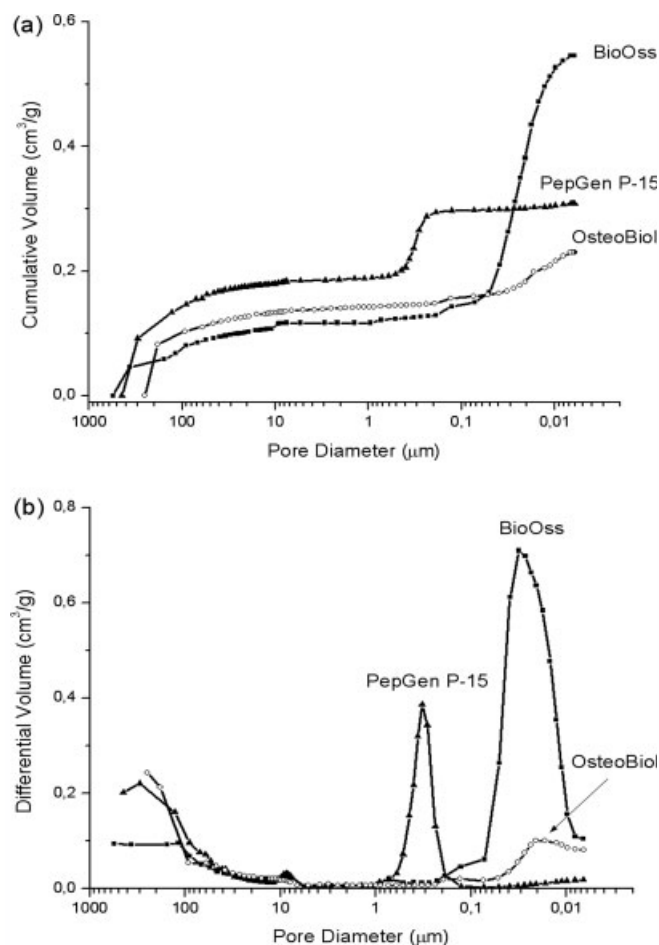 (a)
0,6
BioOss
0,4
PepGen P-15
OsteoBiol
0,2
0,0
Cumulative Volume (cm³/g)
1000 100 10 1 0,1 0,01
Pore Diameter (μm)
(b)
0,8
BioOss
0,6
PepGen P-15
0,4
OsteoBiol
0,2
0,0
Differential Volume (cm³/g)
1000 100 10 1 0,1 0,01
Pore Diameter (μm)